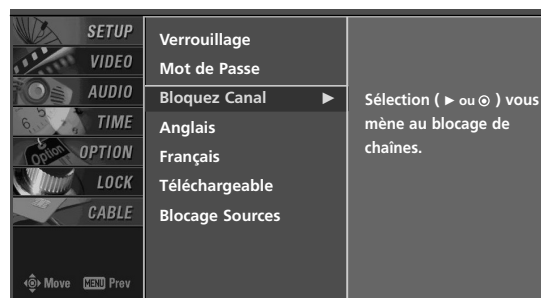 SETUP
VIDEO
AUDIO
TIME
OPTION
LOCK
CABLE
Move MENU Prev
Verrouillage
Mot de Passe
Bloquez Canal ►
Anglais
Français
Téléchargeable
Blocage Sources
Sélection ( ► ou ⊙ ) vous
mène au blocage de
chaînes.